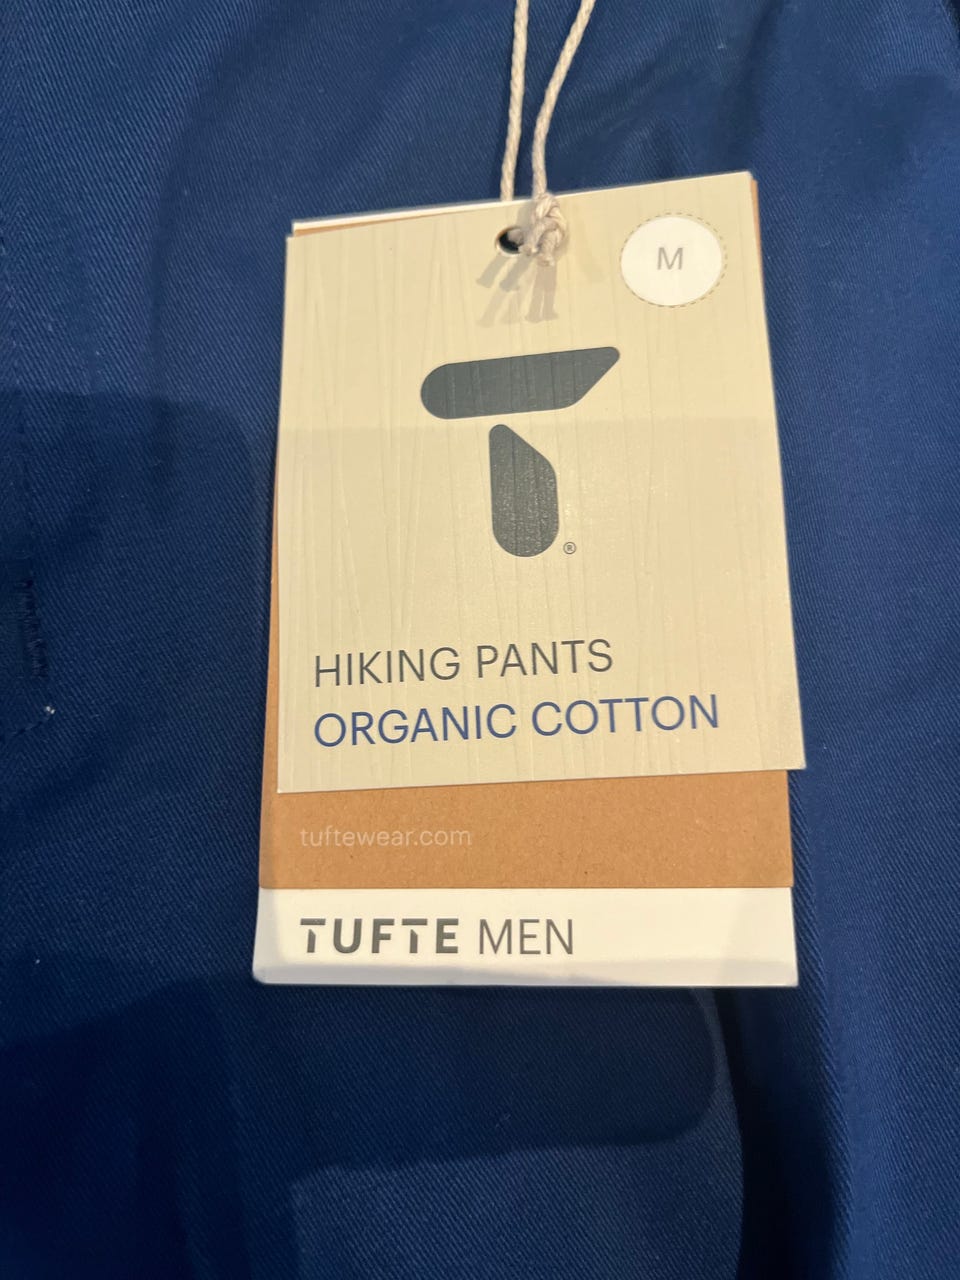 M
®
HIKING PANTS
ORGANIC COTTON
tuftewear.com
TUFTE MEN